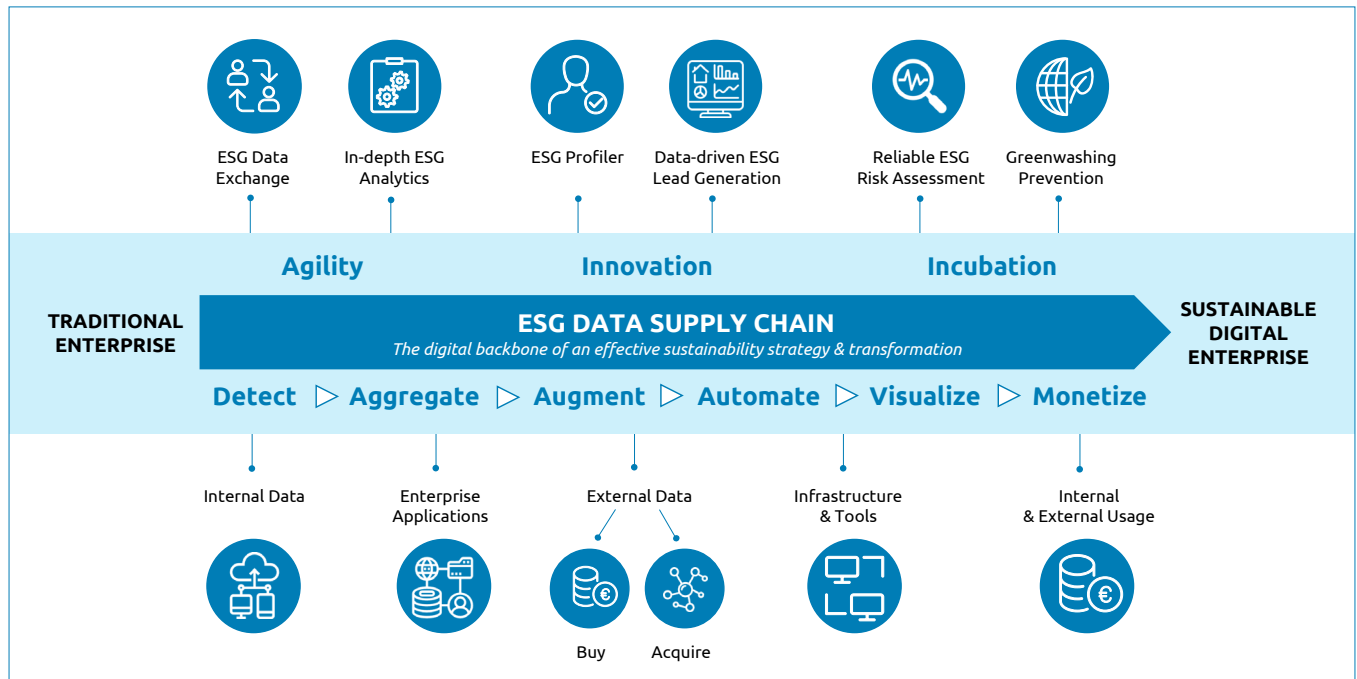 ESG Data
Exchange
In-depth ESG
Analytics
ESG Profiler
Data-driven ESG
Lead Generation
Reliable ESG
Risk Assessment
Greenwashing
Prevention
Agility
Innovation
Incubation
TRADITIONAL
ENTERPRISE
ESG DATA SUPPLY CHAIN
The digital backbone of an effective sustainability strategy & transformation
SUSTAINABLE
DIGITAL
ENTERPRISE
Detect
Aggregate
Augment
Automate
Visualize
Monetize
Internal Data
Enterprise
Applications
External Data
Infrastructure
& Tools
Internal
& External Usage
€
€
Buy
Acquire